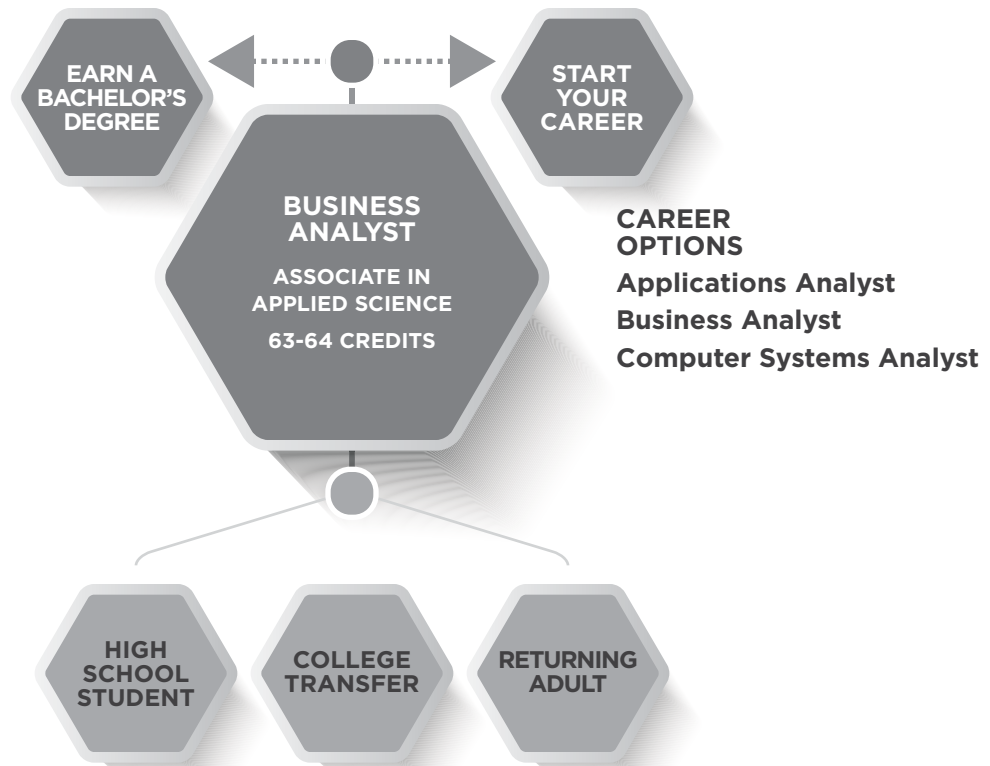 EARN A
BACHELOR'S
DEGREE
START
YOUR
CAREER
BUSINESS
ANALYST
ASSOCIATE IN
APPLIED SCIENCE
63-64 CREDITS
CAREER
OPTIONS
Applications Analyst
Business Analyst
Computer Systems Analyst
HIGH
SCHOOL
STUDENT
COLLEGE
TRANSFER
RETURNING
ADULT